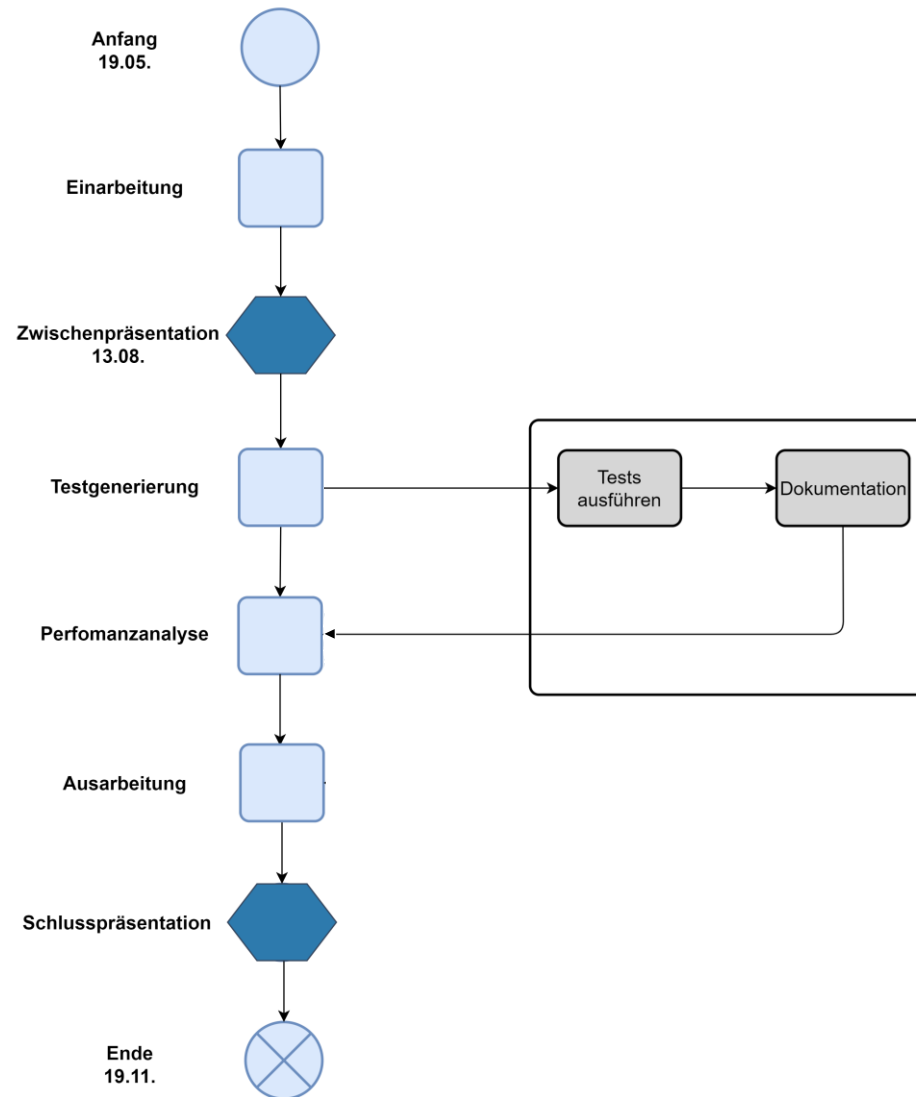 Anfang
19.05.
Einarbeitung
Zwischenpräsentation
13.08.
Testgenerierung
Tests
ausführen
Dokumentation
Perfomanzanalyse
Ausarbeitung
Schlusspräsentation
Ende
19.11.